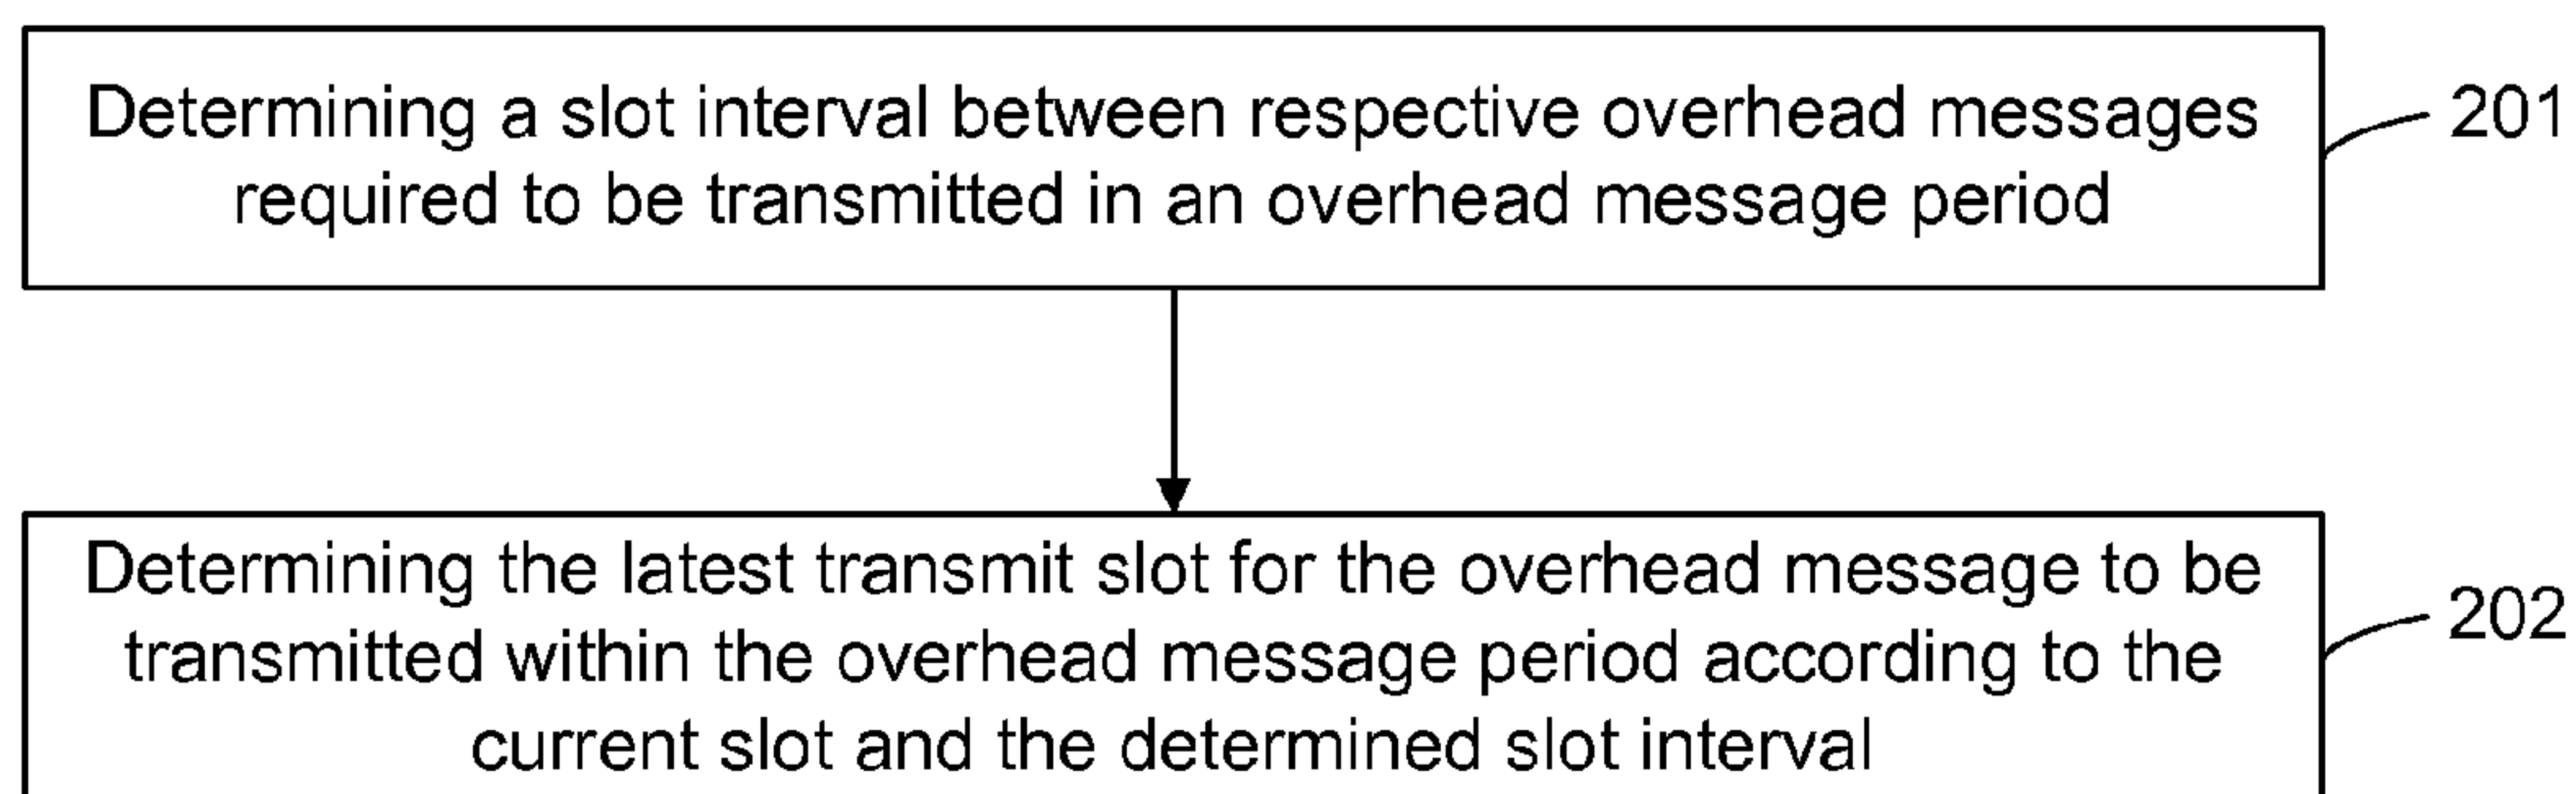 Determining a slot interval between respective overhead messages
required to be transmitted in an overhead message period
201
Determining the latest transmit slot for the overhead message to be
transmitted within the overhead message period according to the
current slot and the determined slot interval
202